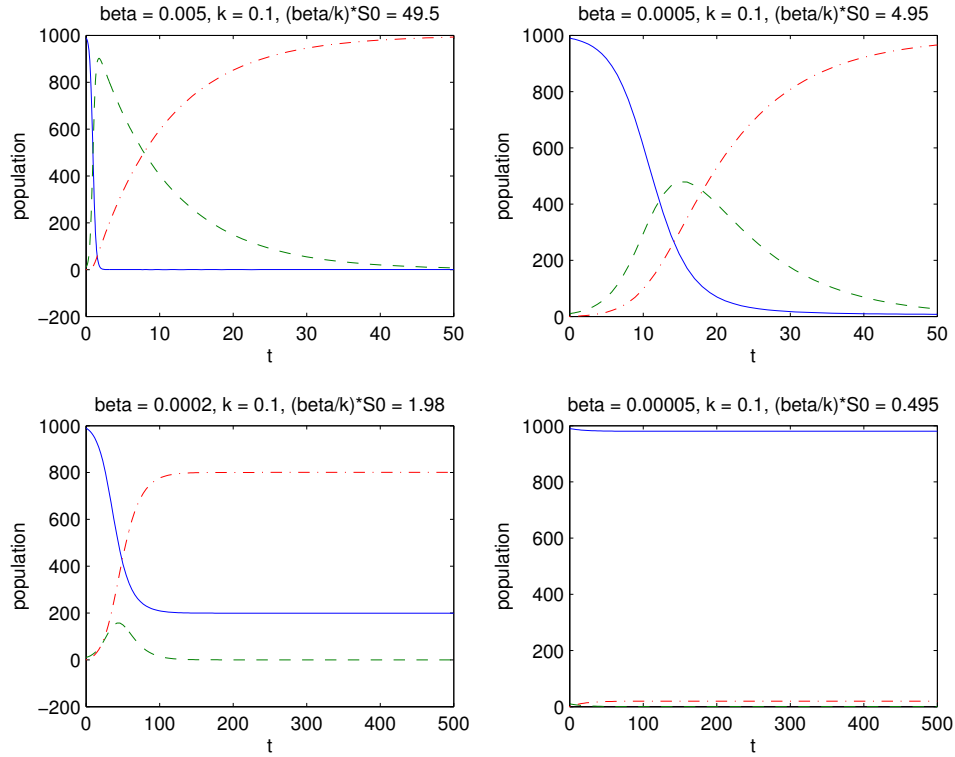 beta = 0.005, k = 0.1, (beta/k)*S0 = 49.5
1000
800
600
400
200
0
−200
population
0 10 20 30 40 50
t
beta = 0.0005, k = 0.1, (beta/k)*S0 = 4.95
1000
800
600
400
200
0
population
0 10 20 30 40 50
t
beta = 0.0002, k = 0.1, (beta/k)*S0 = 1.98
1000
800
600
400
200
0
−200
population
0 100 200 300 400 500
t
beta = 0.00005, k = 0.1, (beta/k)*S0 = 0.495
1000
800
600
400
200
0
population
0 100 200 300 400 500
t